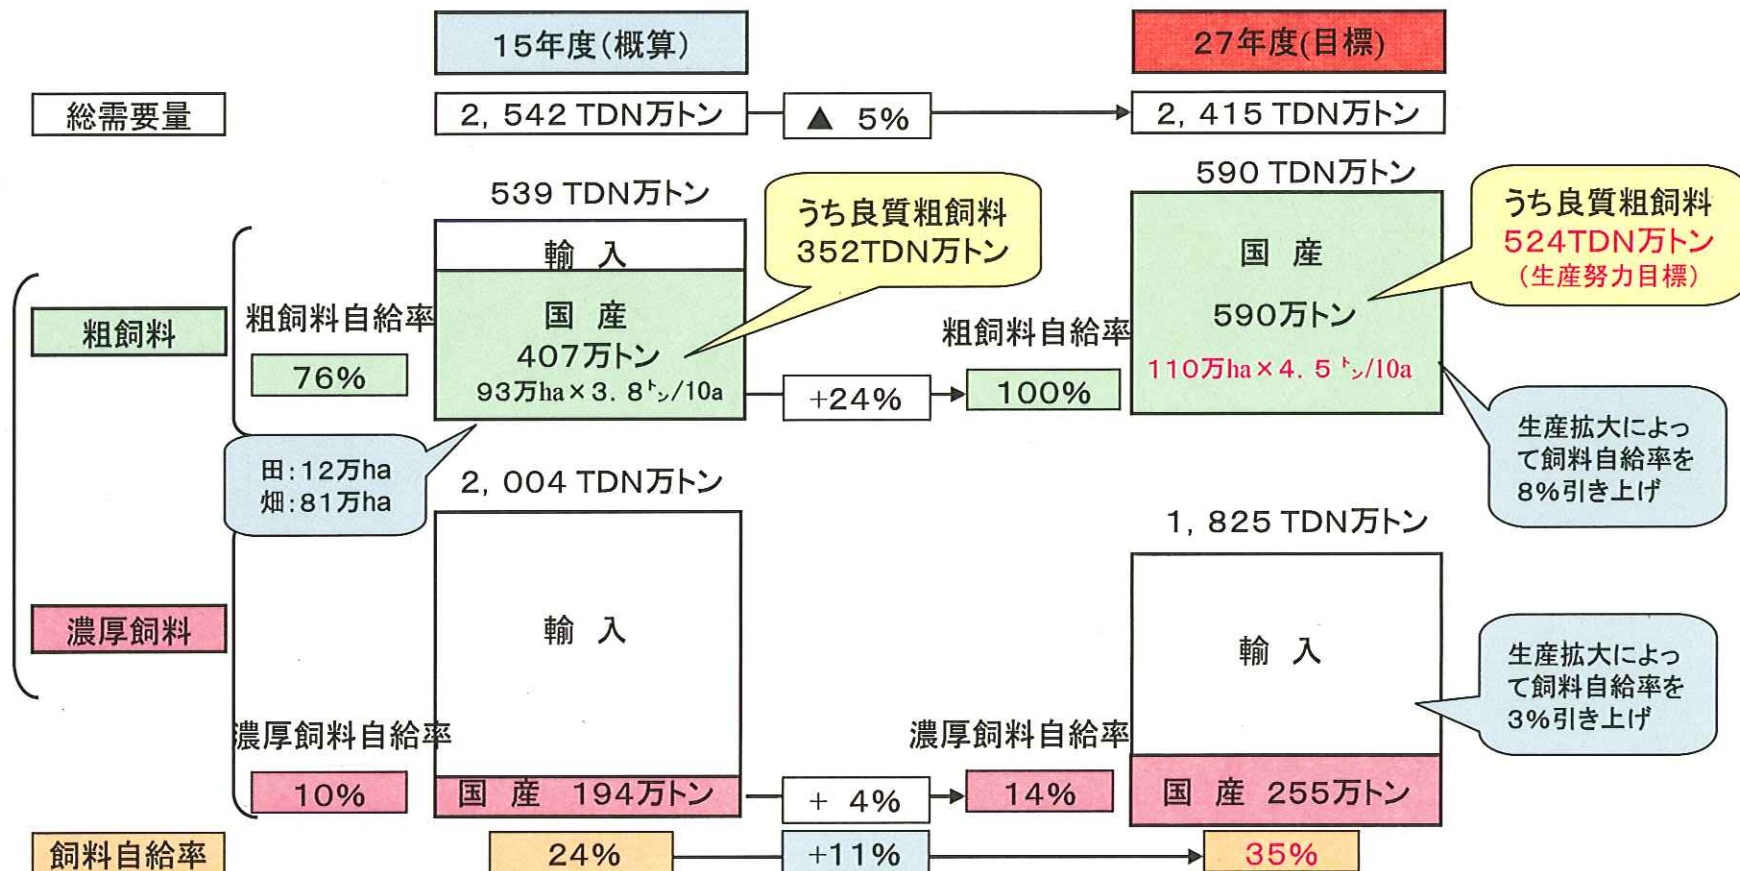 15年度(概算)
27年度(目標)
総需要量
2,542 TDN万トン
▲ 5%
2,415 TDN万トン
539 TDN万トン
590 TDN万トン
輸 入
うち良質粗飼料
352TDN万トン
国 産
590万トン
110万ha×4.5㌧/10a
うち良質粗飼料
524TDN万トン
(生産努力目標)
粗飼料
粗飼料自給率
76%
国 産
407万トン
93万ha×3.8㌧/10a
+24%
粗飼料自給率
100%
生産拡大によっ
て飼料自給率を
8%引き上げ
田:12万ha
畑:81万ha
2,004 TDN万トン
1,825 TDN万トン
濃厚飼料
輸 入
輸 入
生産拡大によっ
て飼料自給率を
3%引き上げ
濃厚飼料自給率
10%
国 産 194万トン
+ 4%
濃厚飼料自給率
14%
国 産 255万トン
飼料自給率
24%
+11%
35%